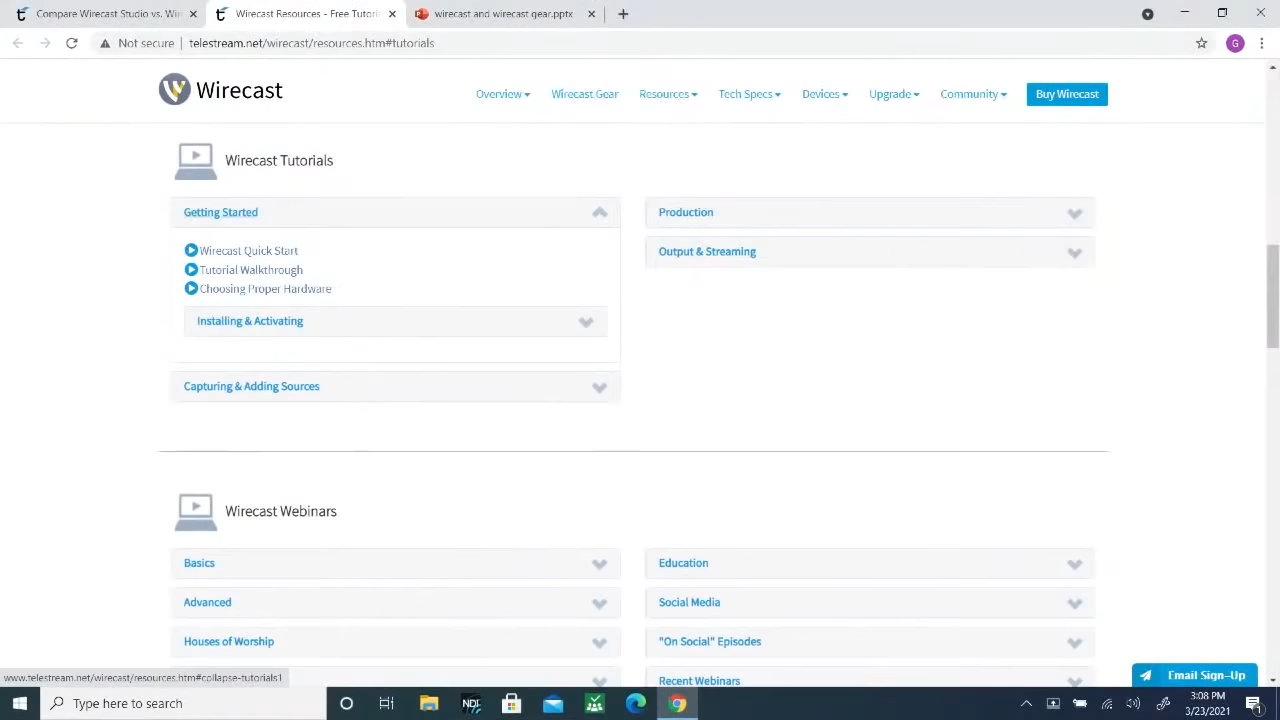 Compare Wirecast Studio vs. Wi
Wirecast Resources - Free Tutori
wirecast and wirecast gear.pptx
Not secure
telestream.net/wirecast/resources.htm#tutorials
G
Wirecast
Overview
Wirecast Gear
Resources
Tech Specs
Devices
Upgrade
Community
Buy Wirecast
Wirecast Tutorials
Getting Started
Production
Wirecast Quick Start
Output & Streaming
Tutorial Walkthrough
Choosing Proper Hardware
Installing & Activating
Capturing & Adding Sources
Wirecast Webinars
Basics
Education
Advanced
Social Media
Houses of Worship
"On Social" Episodes
Recent Webinars
www.telestream.net/wirecast/resources.htm#collapse-tutorials1
Email Sign-Up
Type here to search
3:08 PM
3/23/2021